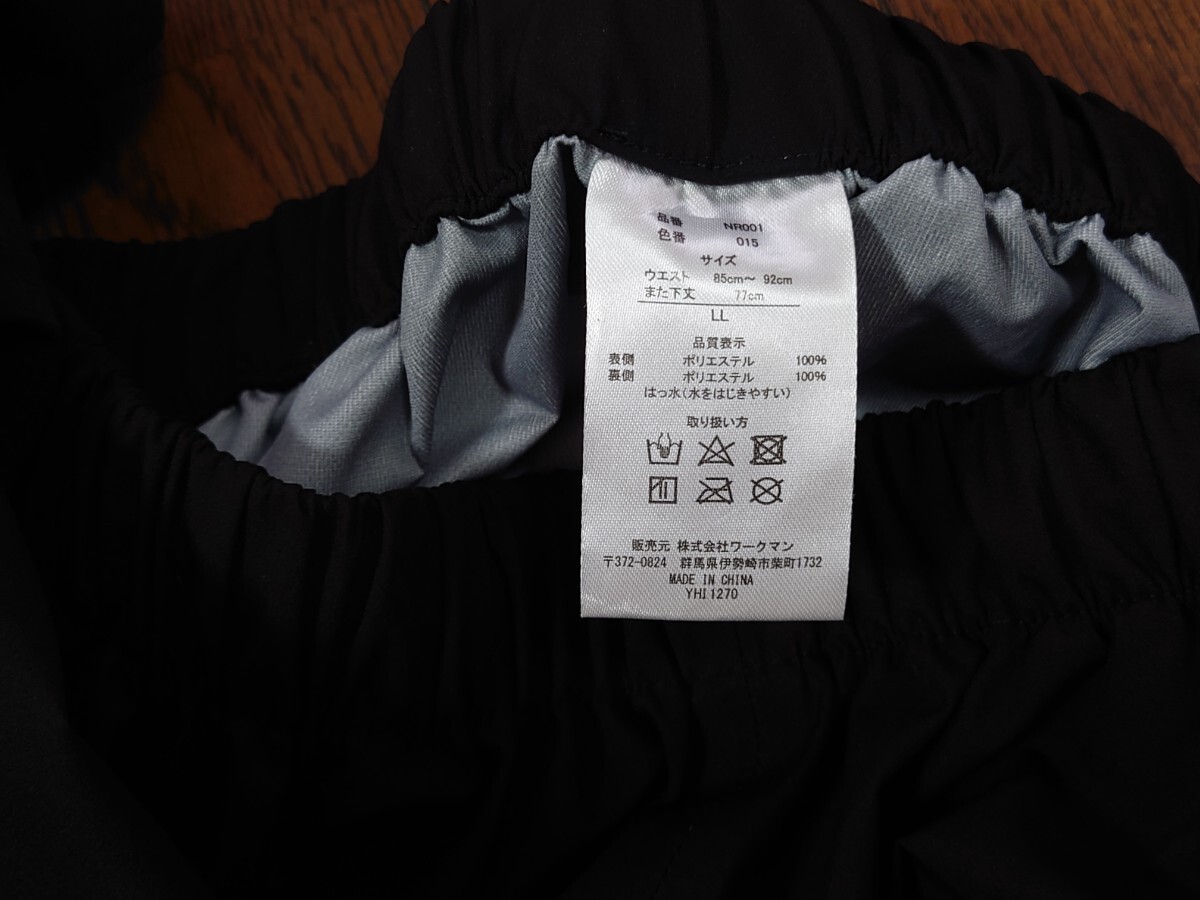 品番 NR001
色番 015
サイズ
ウエスト 85cm～ 92cm
また下丈 77cm
LL
品質表示
表側 ポリエステル 100%
裏側 ポリエステル 100%
はっ水(水をはじきやすい)
取り扱い方
販売元 株式会社ワークマン
〒372-0824 群馬県伊勢崎市柴町1732
MADE IN CHINA
YHI1270